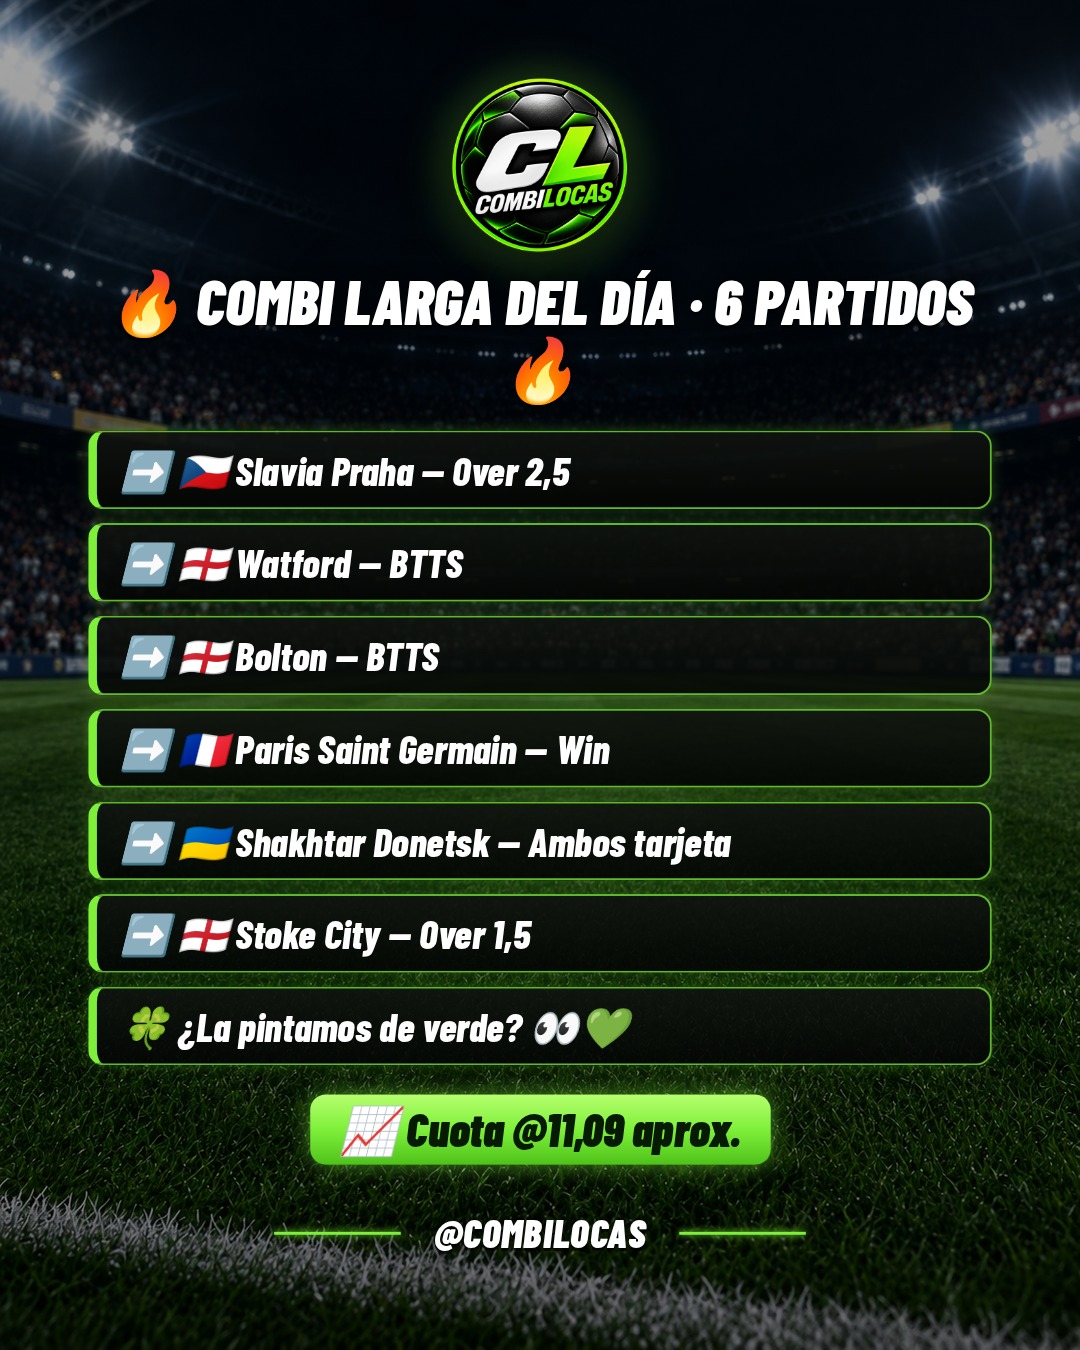 CL
COMBILOCAS
🔥 COMBI LARGA DEL DÍA · 6 PARTIDOS
🔥
➡️ 🇨🇿 Slavia Praha – Over 2,5
➡️ 🏴󠁧󠁢󠁥󠁮󠁧󠁿 Watford – BTTS
➡️ 🏴󠁧󠁢󠁥󠁮󠁧󠁿 Bolton – BTTS
➡️ 🇫🇷 Paris Saint Germain – Win
➡️ 🇺🇦 Shakhtar Donetsk – Ambos tarjeta
➡️ 🏴󠁧󠁢󠁥󠁮󠁧󠁿 Stoke City – Over 1,5
🍀 ¿La pintamos de verde? 👀💚
📈 Cuota @11,09 aprox.
@COMBILOCAS